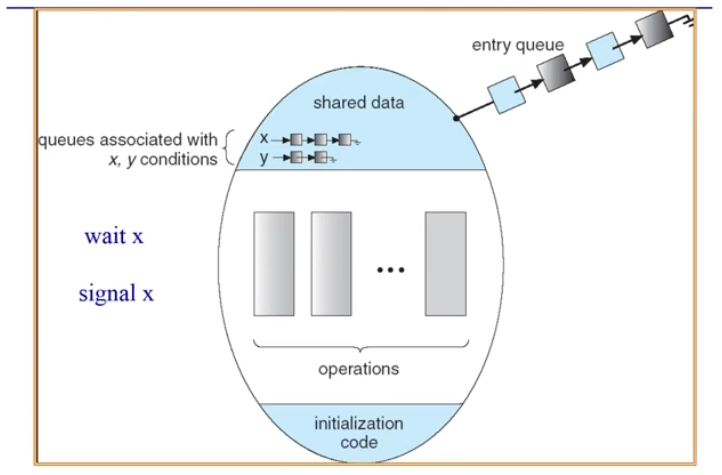 entry queue
shared data
queues associated with
x, y conditions
x
y
wait x
signal x
...
operations
initialization
code